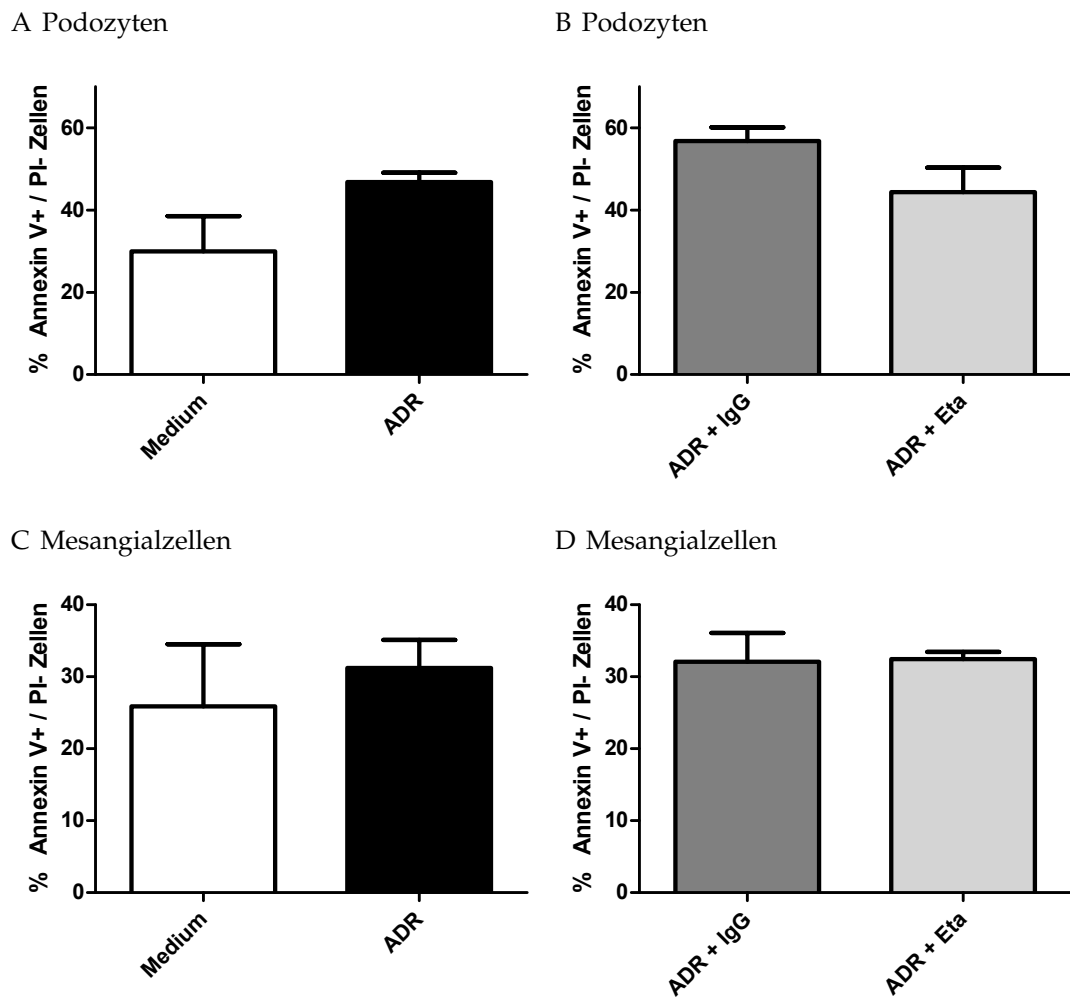 A Podozyten
B Podozyten
% Annexin V+ / PI- Zellen
60
40
20
0
Medium
ADR
% Annexin V+ / PI- Zellen
60
40
20
0
ADR + IgG
ADR + Eta
C Mesangialzellen
D Mesangialzellen
% Annexin V+ / PI- Zellen
40
30
20
10
0
Medium
ADR
% Annexin V+ / PI- Zellen
40
30
20
10
0
ADR + IgG
ADR + Eta